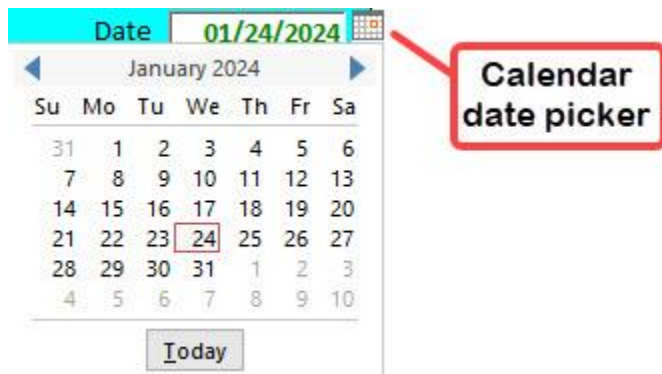 Date 01/24/2024
January 2024
Su Mo Tu We Th Fr Sa
31 1 2 3 4 5 6
7 8 9 10 11 12 13
14 15 16 17 18 19 20
21 22 23 24 25 26 27
28 29 30 31 1 2 3
4 5 6 7 8 9 10
Today
Calendar
date picker